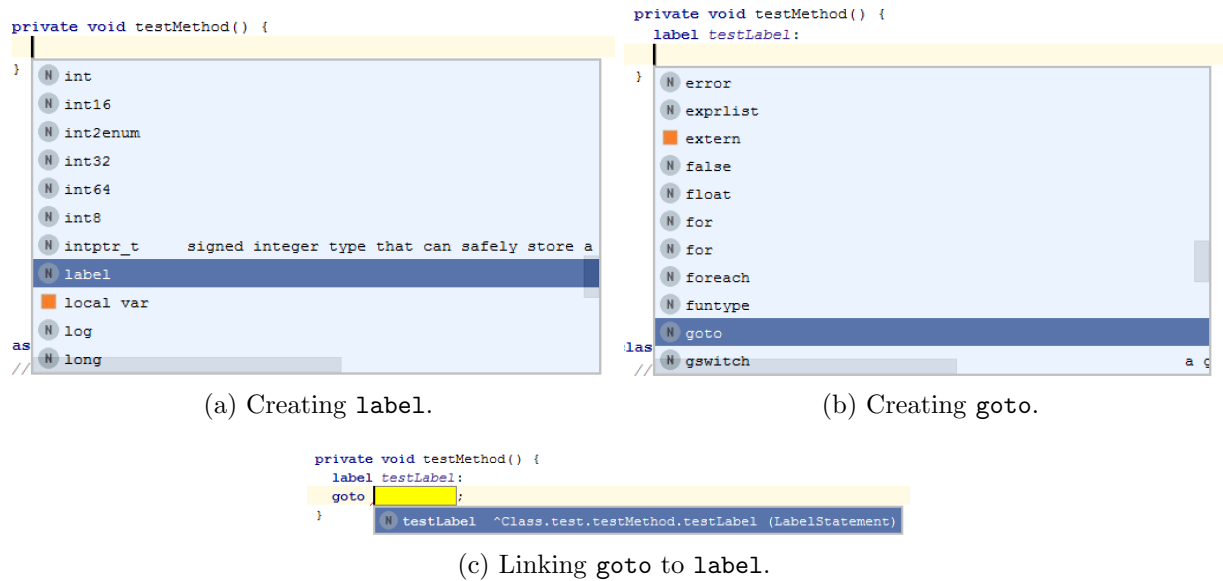 private void testMethod() {
int
int16
int2enum
int32
int64
int8
intptr_t signed integer type that can safely store a
label
local var
log
long
}
as
//
(a) Creating label.
private void testMethod() {
label testLabel:
error
exprlist
extern
false
float
for
for
foreach
funtype
goto
gswitch a g
}
clas
//
(b) Creating goto.
private void testMethod() {
label testLabel:
goto ;
}
testLabel ^Class.test.testMethod.testLabel (LabelStatement)
(c) Linking goto to label.